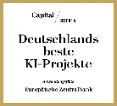 Capital
Deutschlands
beste
KI-Projekte
Europäische Zentralbank